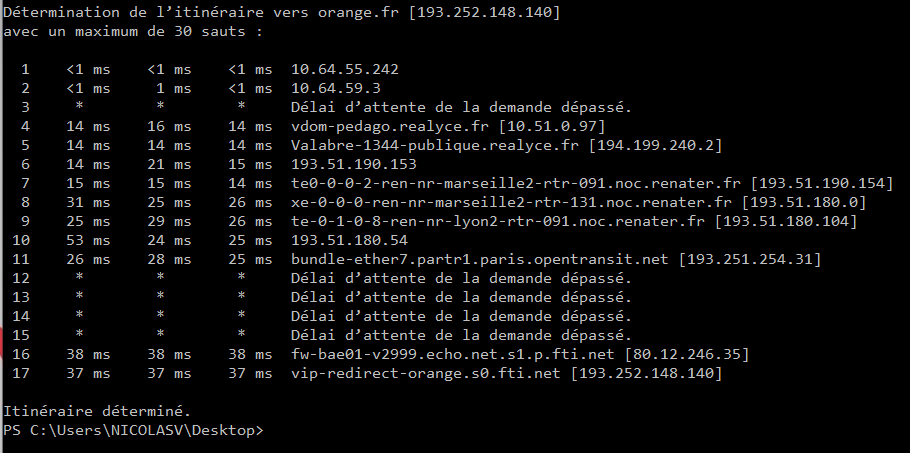 Détermination de l’itinéraire vers orange.fr [193.252.148.140]
avec un maximum de 30 sauts :
1 <1 ms <1 ms <1 ms 10.64.55.242
2 <1 ms 1 ms <1 ms 10.64.59.3
3 * * * Délai d’attente de la demande dépassé.
4 14 ms 16 ms 14 ms vdom-pedago.realyce.fr [10.51.0.97]
5 14 ms 14 ms 14 ms Valabre-1344-publique.realyce.fr [194.199.240.2]
6 14 ms 21 ms 15 ms 193.51.190.153
7 15 ms 15 ms 14 ms te0-0-0-2-ren-nr-marseille2-rtr-091.noc.renater.fr [193.51.190.154]
8 31 ms 25 ms 26 ms xe-0-0-0-ren-nr-marseille2-rtr-131.noc.renater.fr [193.51.180.0]
9 25 ms 29 ms 26 ms te-0-1-0-8-ren-nr-lyon2-rtr-091.noc.renater.fr [193.51.180.104]
10 53 ms 24 ms 25 ms 193.51.180.54
11 26 ms 28 ms 25 ms bundle-ether7.partr1.paris.opentransit.net [193.251.254.31]
12 * * * Délai d’attente de la demande dépassé.
13 * * * Délai d’attente de la demande dépassé.
14 * * * Délai d’attente de la demande dépassé.
15 * * * Délai d’attente de la demande dépassé.
16 38 ms 38 ms 38 ms fw-bae01-v2999.echo.net.s1.p.fti.net [80.12.246.35]
17 37 ms 37 ms 37 ms vip-redirect-orange.s0.fti.net [193.252.148.140]
Itinéraire déterminé.
PS C:\Users\NICOLASV\Desktop>